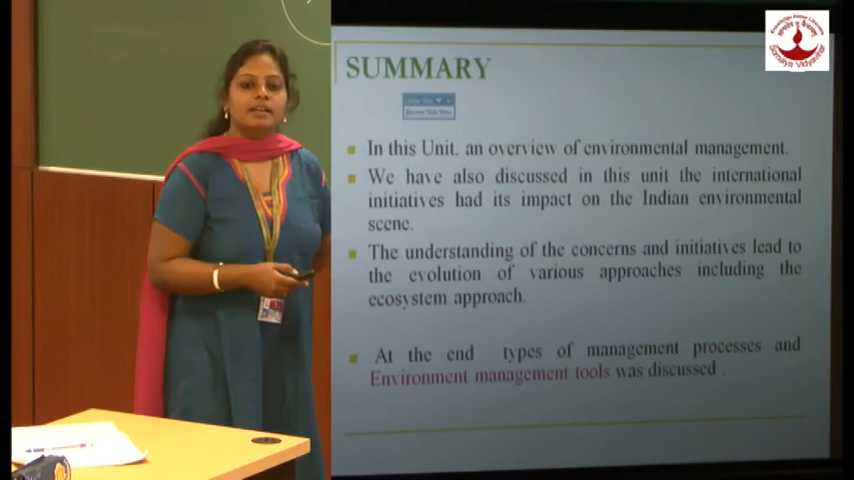 Somaiya Vidyavihar
SUMMARY
In this Unit, an overview of environmental management.
We have also discussed in this unit the international
initiatives had its impact on the Indian environmental
scene.
The understanding of the concerns and initiatives lead to
the evolution of various approaches including the
ecosystem approach.
At the end types of management processes and
Environment management tools was discussed .